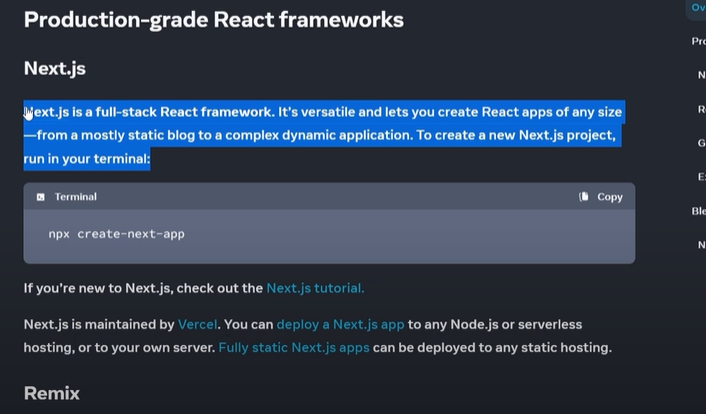 Production-grade React frameworks
Next.js
Next.js is a full-stack React framework. It's versatile and lets you create React apps of any size
—from a mostly static blog to a complex dynamic application. To create a new Next.js project,
run in your terminal:
Terminal
Copy
npx create-next-app
If you're new to Next.js, check out the Next.js tutorial.
Next.js is maintained by Vercel. You can deploy a Next.js app to any Node.js or serverless
hosting, or to your own server. Fully static Next.js apps can be deployed to any static hosting.
Remix